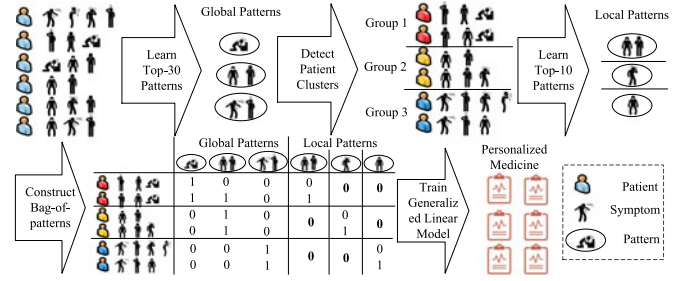 Global Patterns
Local Patterns
Learn
Top-30
Patterns
Detect
Patient
Clusters
Group 1
Group 2
Group 3
Learn
Top-10
Patterns
Construct
Bag-of-
patterns
Global Patterns
Local Patterns
1 0 0 0 0 0
1 1 0 1
0 1 0 0 0 0
0 1 0 1
0 0 1 0 0 0
0 0 1 1
Train
Generaliz
ed Linear
Model
Personalized
Medicine
Patient
Symptom
Pattern